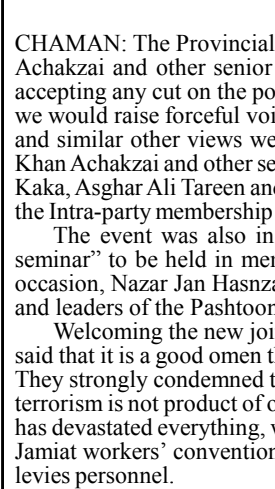 CHAMAN: The Provincial
Achakzai and other senior
accepting any cut on the po
we would raise forceful voi
and similar other views we
Khan Achakzai and other se
Kaka, Asghar Ali Tareen and
the Intra-party membership
The event was also in
seminar” to be held in mer
occasion, Nazar Jan Hasnza
and leaders of the Pashtoon
Welcoming the new joi
said that it is a good omen t
They strongly condemned t
terrorism is not product of o
has devastated everything, w
Jamiat workers’ convention
levies personnel.